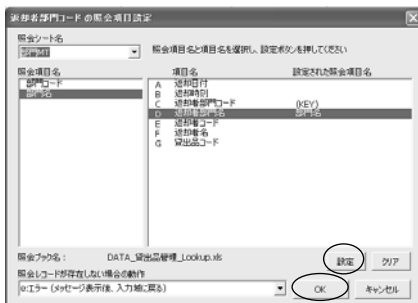 返却者部門コードの照会項目設定
照会シート名
部門MT
照会項目名と項目名を選択し、設定ボタンを押してください
照会項目名
項目名
設定された照会項目名
部門コード
部門名
A 返却日付
B 返却時刻
C 返却者部門コード (KEY)
D 返却者部門名 部門名
E 返却者コード
F 返却者名
G 貸出品コード
照会ブック名: DATA_貸出品管理_Lookup.xls
設定
クリア
照会レコードが存在しない場合の動作
0:エラー (メッセージ表示後、入力域に戻る)
OK
キャンセル